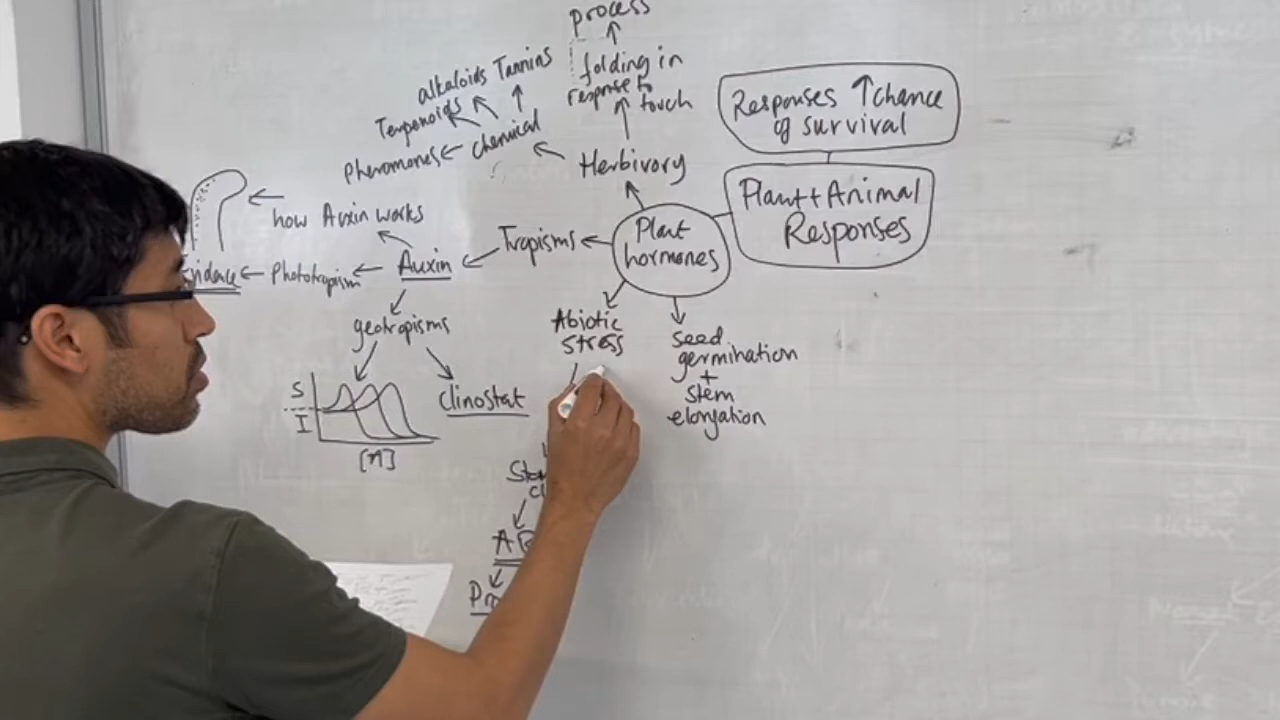 process
folding in
response to
touch
alkaloids Tannins
Terpenoids
chemical
Pheromones
Herbivory
Responses ↑ chance
of survival
Plant + Animal
Responses
Plant
hormones
how Auxin works
Tropisms
Auxin
Phototropism
geotropisms
Abiotic
stress
seed
germination
+
stem
elongation
S
I
clinostat